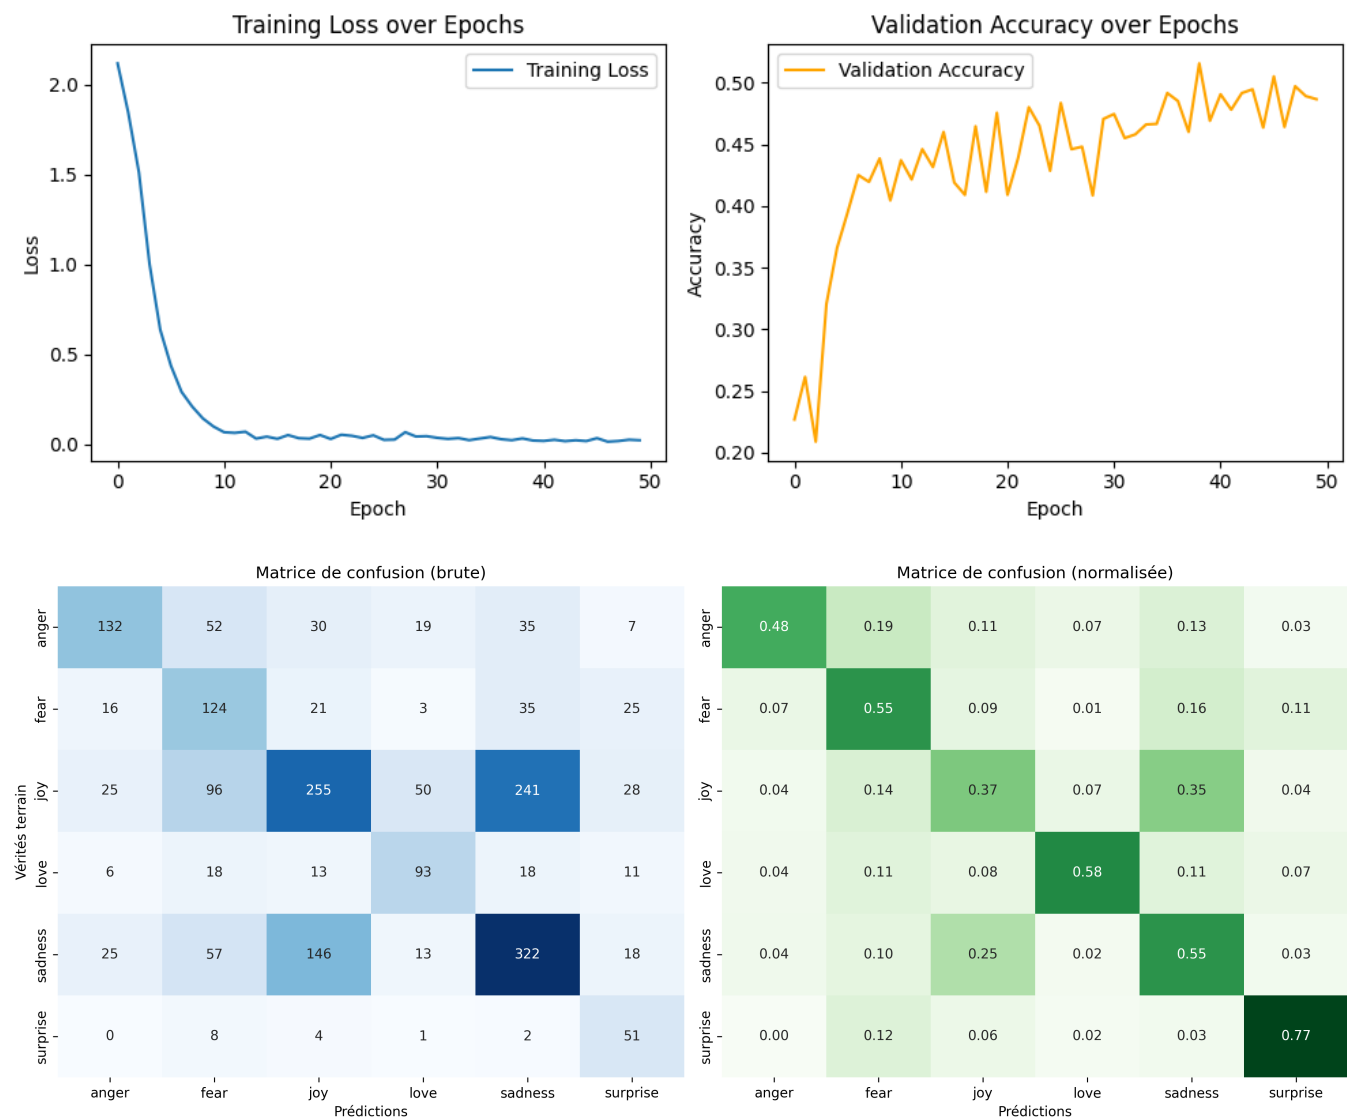 Training Loss over Epochs
Training Loss
2.0
1.5
1.0
0.5
0.0
Loss
0 10 20 30 40 50
Epoch
Validation Accuracy over Epochs
Validation Accuracy
0.50
0.45
0.40
0.35
0.30
0.25
0.20
Accuracy
0 10 20 30 40 50
Epoch
Matrice de confusion (brute)
Vérités terrain
anger 132 52 30 19 35 7
fear 16 124 21 3 35 25
joy 25 96 255 50 241 28
love 6 18 13 93 18 11
sadness 25 57 146 13 322 18
surprise 0 8 4 1 2 51
anger fear joy love sadness surprise
Prédictions
Matrice de confusion (normalisée)
anger 0.48 0.19 0.11 0.07 0.13 0.03
fear 0.07 0.55 0.09 0.01 0.16 0.11
joy 0.04 0.14 0.37 0.07 0.35 0.04
love 0.04 0.11 0.08 0.58 0.11 0.07
sadness 0.04 0.10 0.25 0.02 0.55 0.03
surprise 0.00 0.12 0.06 0.02 0.03 0.77
anger fear joy love sadness surprise
Prédictions